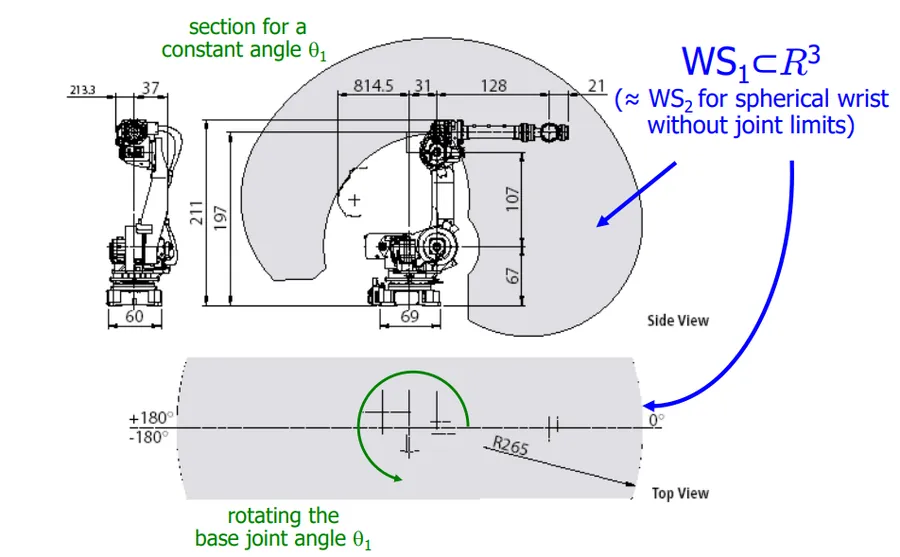 section for a
constant angle θ₁
WS₁⊂R³
(≈ WS₂ for spherical wrist
without joint limits)
213.3 37 814.5 31 128 21
211
197
107
67
60
69
Side View
+180°
-180°
0°
R265
Top View
rotating the
base joint angle θ₁